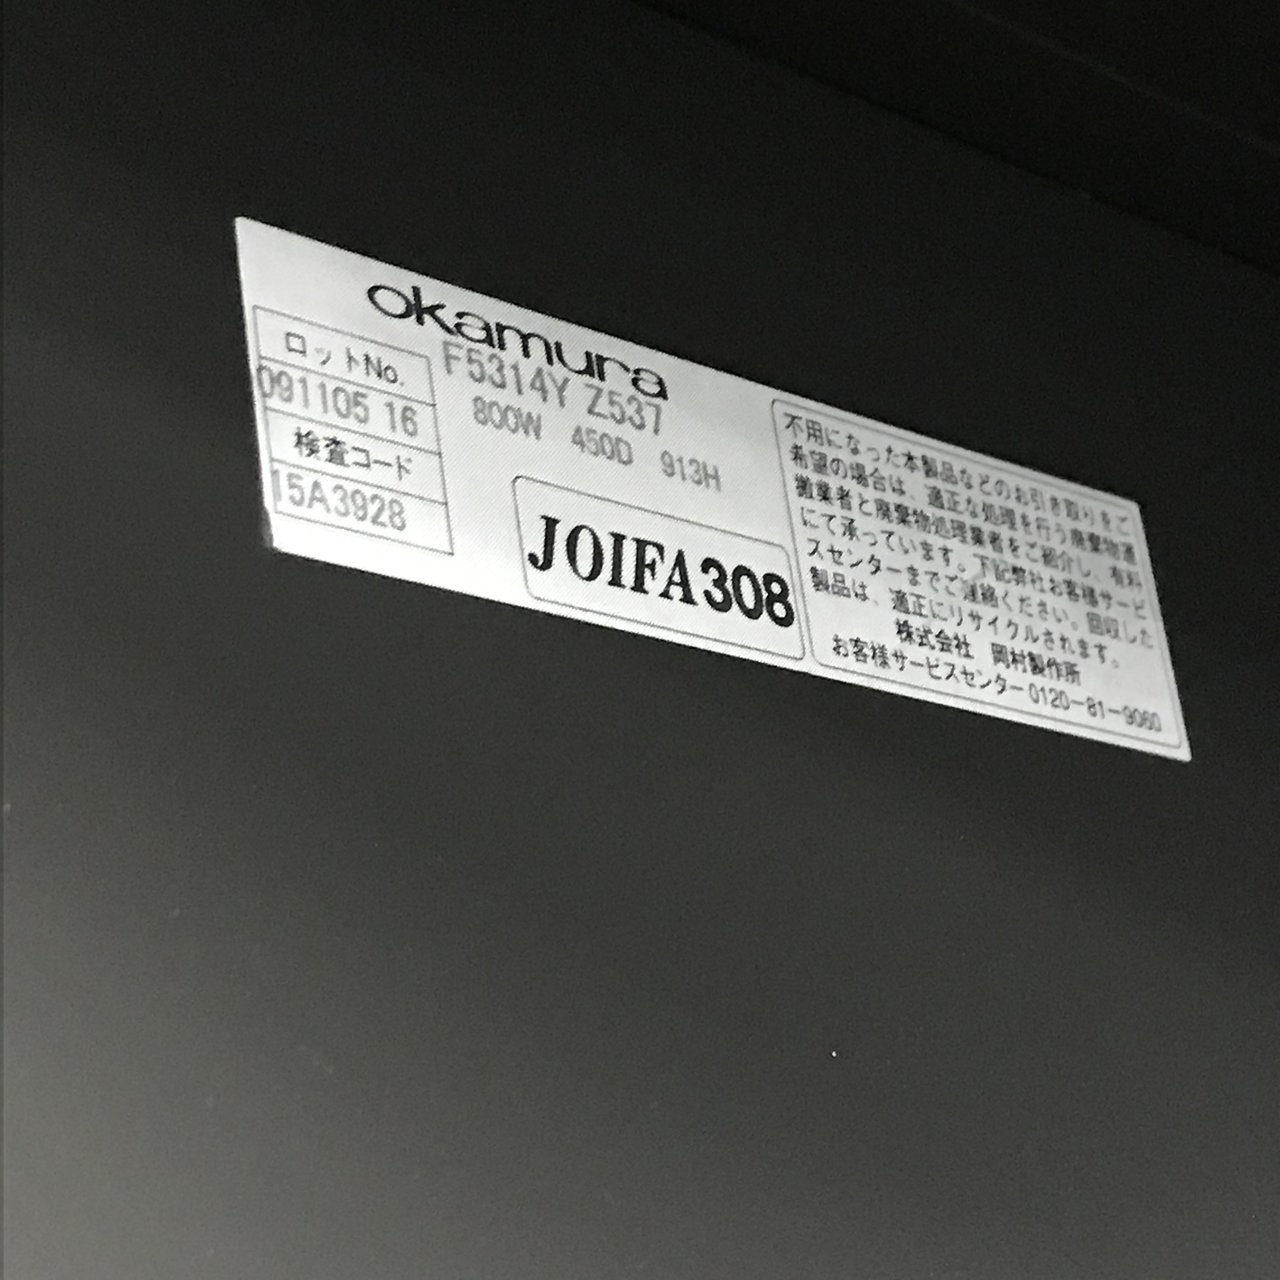 okamura
F5314Y Z537
800W 450D 913H
ロットNo.
091105 16
検査コード
15A3928
JOIFA308
不用になった本製品などのお引き取りをご
希望の場合は、適正な処理を行う廃棄物運
搬業者と廃棄物処理業者をご紹介し、有料
にて承っています。下記弊社お客様サービ
スセンターまでご連絡ください。回収した
製品は、適正にリサイクルされます。
株式会社 岡村製作所
お客様サービスセンター0120-81-9060